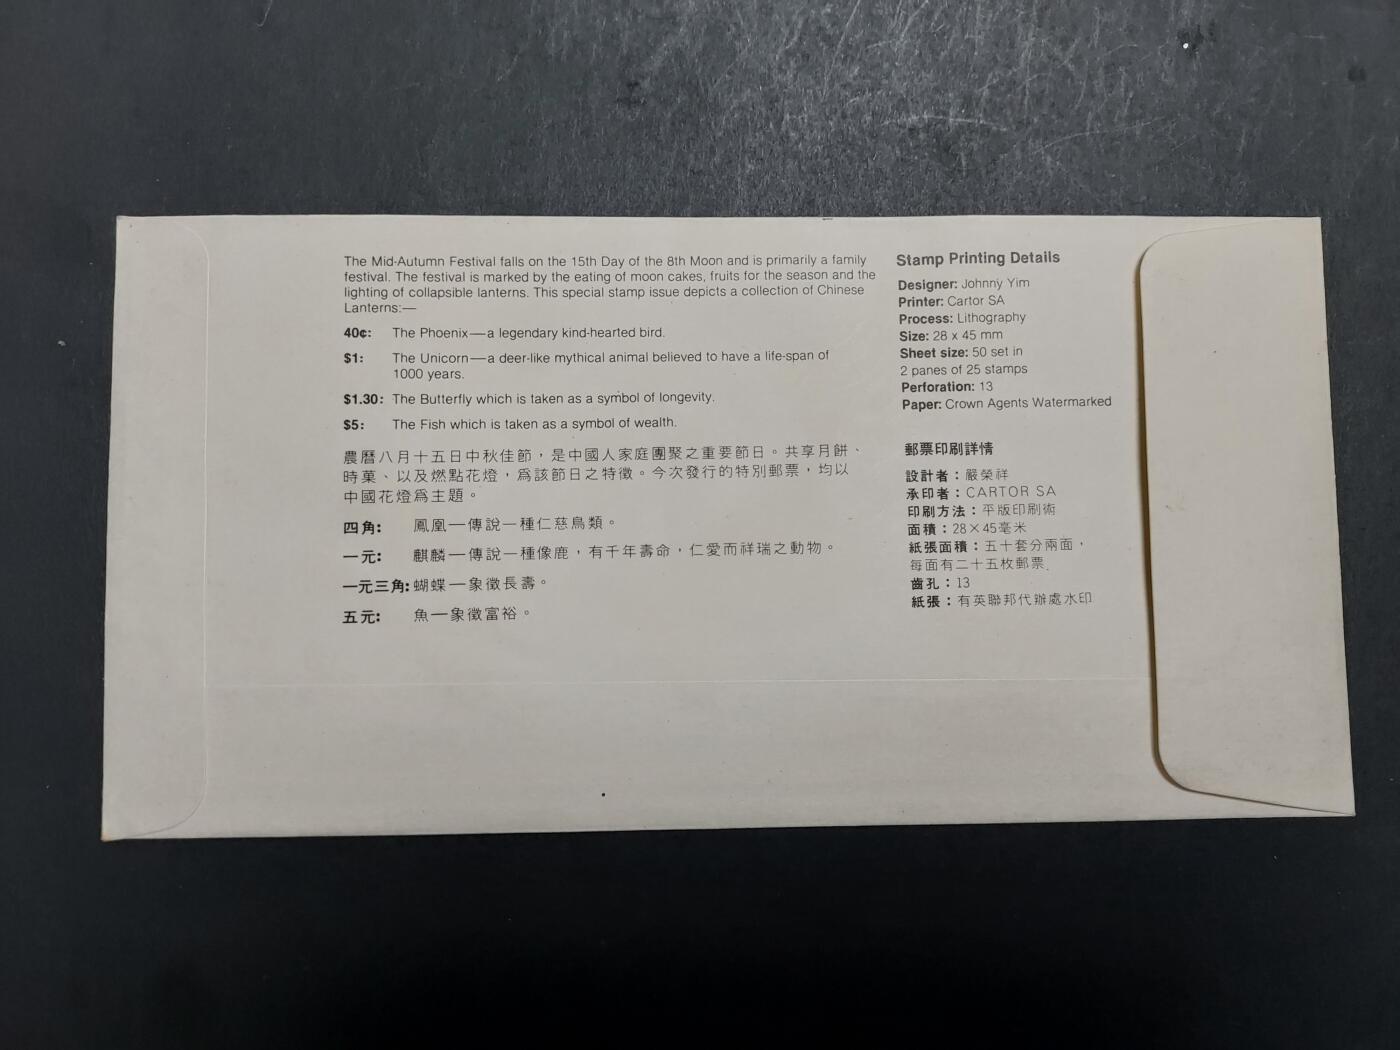 The Mid-Autumn Festival falls on the 15th Day of the 8th Moon and is primarily a family
festival. The festival is marked by the eating of moon cakes, fruits for the season and the
lighting of collapsible lanterns. This special stamp issue depicts a collection of Chinese
Lanterns:—
40¢: The Phoenix—a legendary kind-hearted bird.
$1: The Unicorn—a deer-like mythical animal believed to have a life-span of
1000 years.
$1.30: The Butterfly which is taken as a symbol of longevity.
$5: The Fish which is taken as a symbol of wealth.
農曆八月十五日中秋佳節，是中國人家庭團聚之重要節日。共享月餅、
時菓、以及燃點花燈，爲該節日之特徵。今次發行的特別郵票，均以
中國花燈爲主題。
四角: 鳳凰—傳說一種仁慈鳥類。
一元: 麒麟—傳說一種像鹿，有千年壽命，仁愛而祥瑞之動物。
一元三角: 蝴蝶—象徵長壽。
五元: 魚—象徵富裕。
Stamp Printing Details
Designer: Johnny Yim
Printer: Cartor SA
Process: Lithography
Size: 28 x 45 mm
Sheet size: 50 set in
2 panes of 25 stamps
Perforation: 13
Paper: Crown Agents Watermarked
郵票印刷詳情
設計者：嚴榮祥
承印者：CARTOR SA
印刷方法：平版印刷術
面積：28×45毫米
紙張面積：五十套分兩面，
每面有二十五枚郵票.
齒孔：13
紙張：有英聯邦代辦處水印